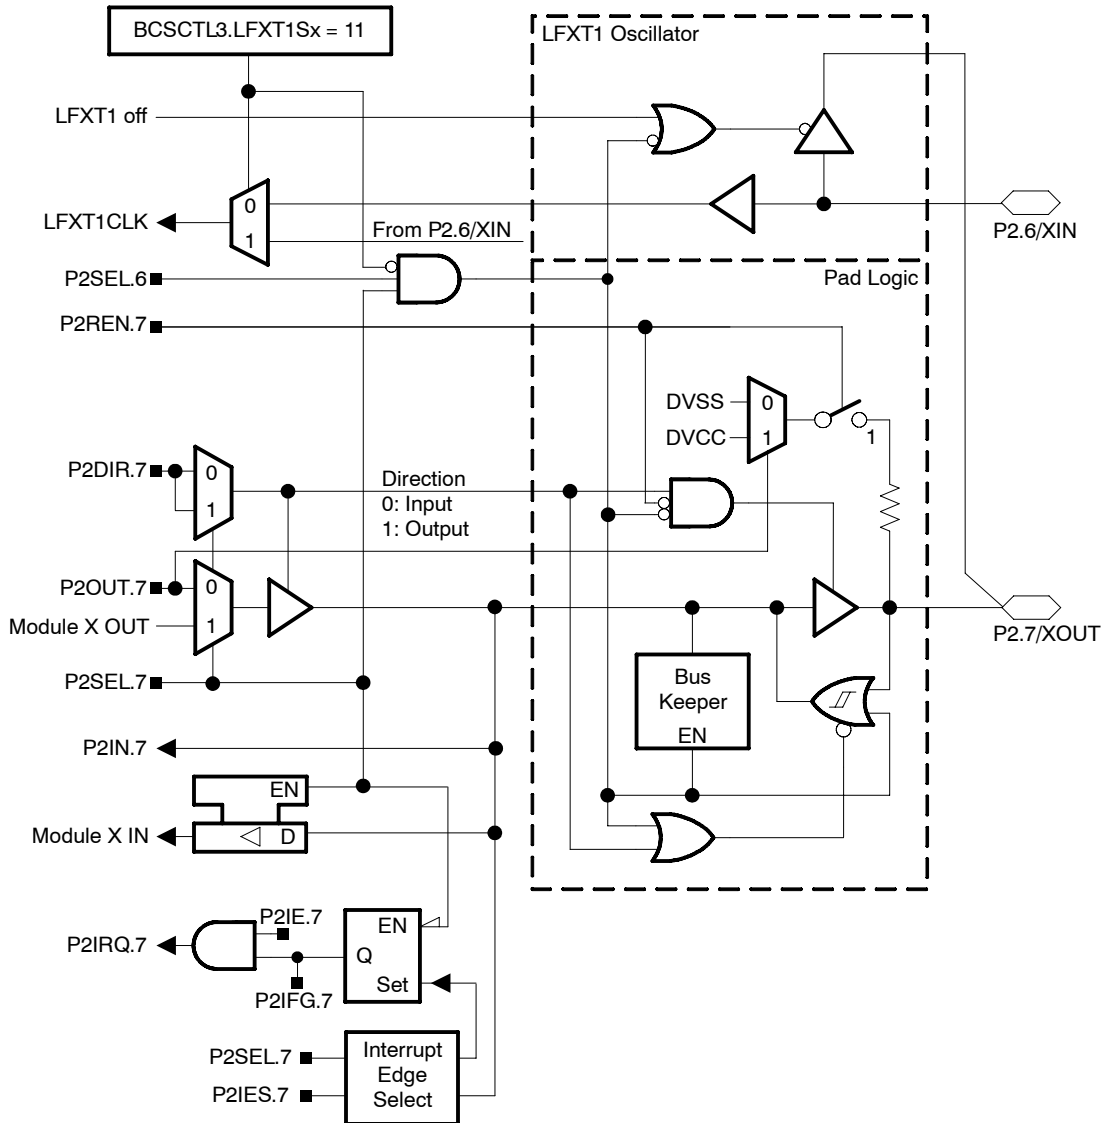 BCSCTL3.LFXT1Sx = 11
LFXT1 Oscillator
LFXT1 off
0
LFXT1CLK
1
From P2.6/XIN
P2.6/XIN
P2SEL.6
Pad Logic
P2REN.7
DVSS
0
DVCC
1
1
P2DIR.7
0
1
Direction
0: Input
1: Output
P2OUT.7
0
Module X OUT
1
P2.7/XOUT
P2SEL.7
Bus
Keeper
EN
P2IN.7
EN
Module X IN
D
P2IE.7
EN
P2IRQ.7
Q
Set
P2IFG.7
P2SEL.7
P2IES.7
Interrupt
Edge
Select